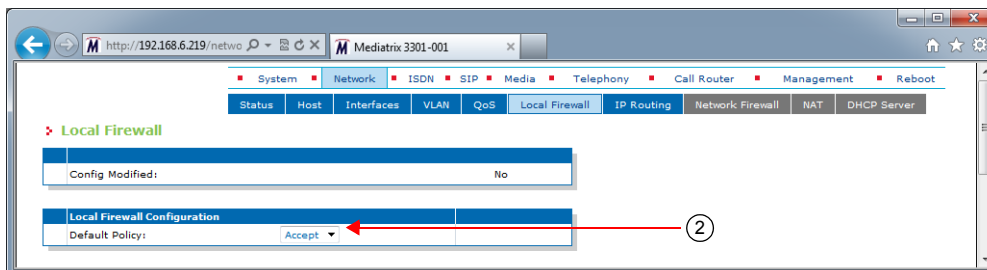 http://192.168.6.219/netwo
Mediatrix 3301-001
System Network ISDN SIP Media Telephony Call Router Management Reboot
Status Host Interfaces VLAN QoS Local Firewall IP Routing Network Firewall NAT DHCP Server
Local Firewall
Config Modified: No
Local Firewall Configuration
Default Policy: Accept
2